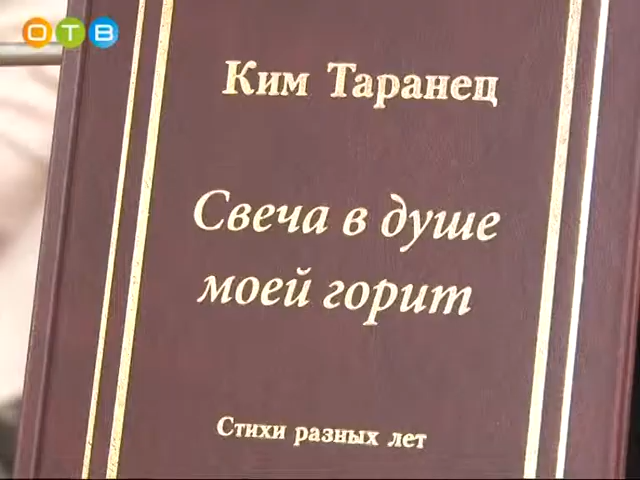 ОТВ
Ким Таранец
Свеча в душе
моей горит
Стихи разных лет